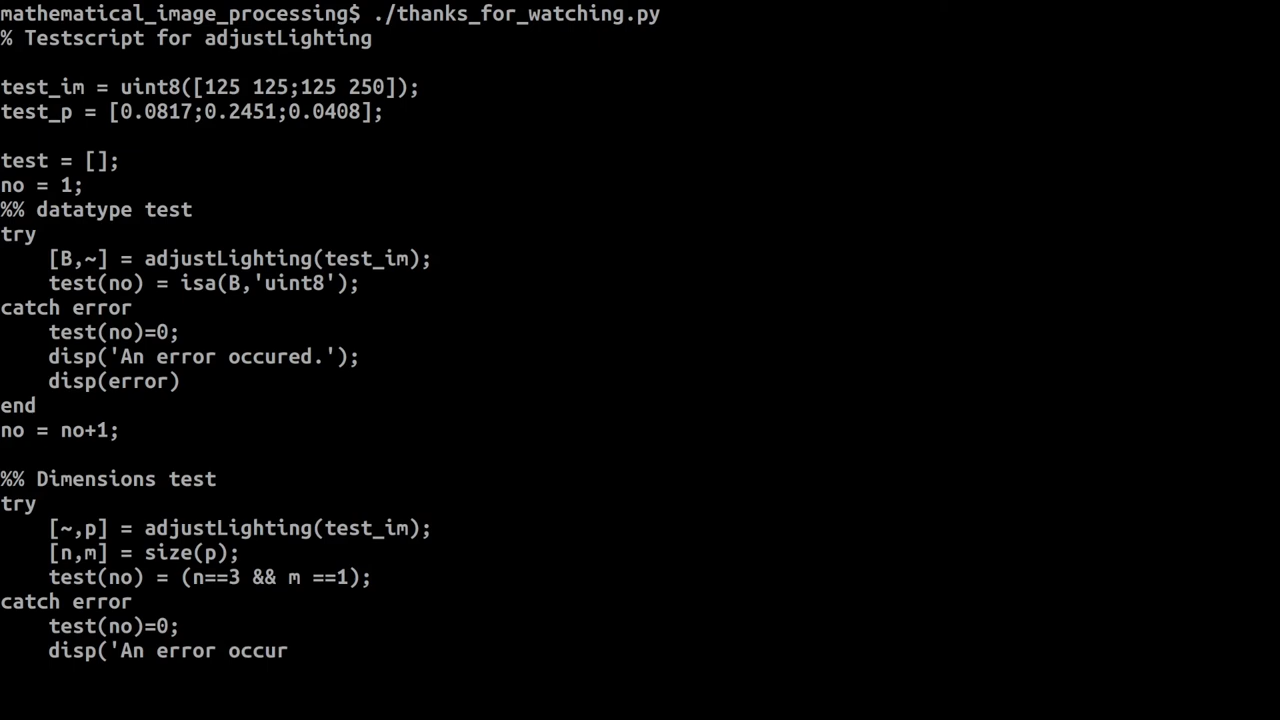 mathematical_image_processing$ ./thanks_for_watching.py
% Testscript for adjustLighting
test_im = uint8([125 125;125 250]);
test_p = [0.0817;0.2451;0.0408];
test = [];
no = 1;
%% datatype test
try
    [B,~] = adjustLighting(test_im);
    test(no) = isa(B,'uint8');
catch error
    test(no)=0;
    disp('An error occured.');
    disp(error)
end
no = no+1;
%% Dimensions test
try
    [~,p] = adjustLighting(test_im);
    [n,m] = size(p);
    test(no) = (n==3 && m ==1);
catch error
    test(no)=0;
    disp('An error occur